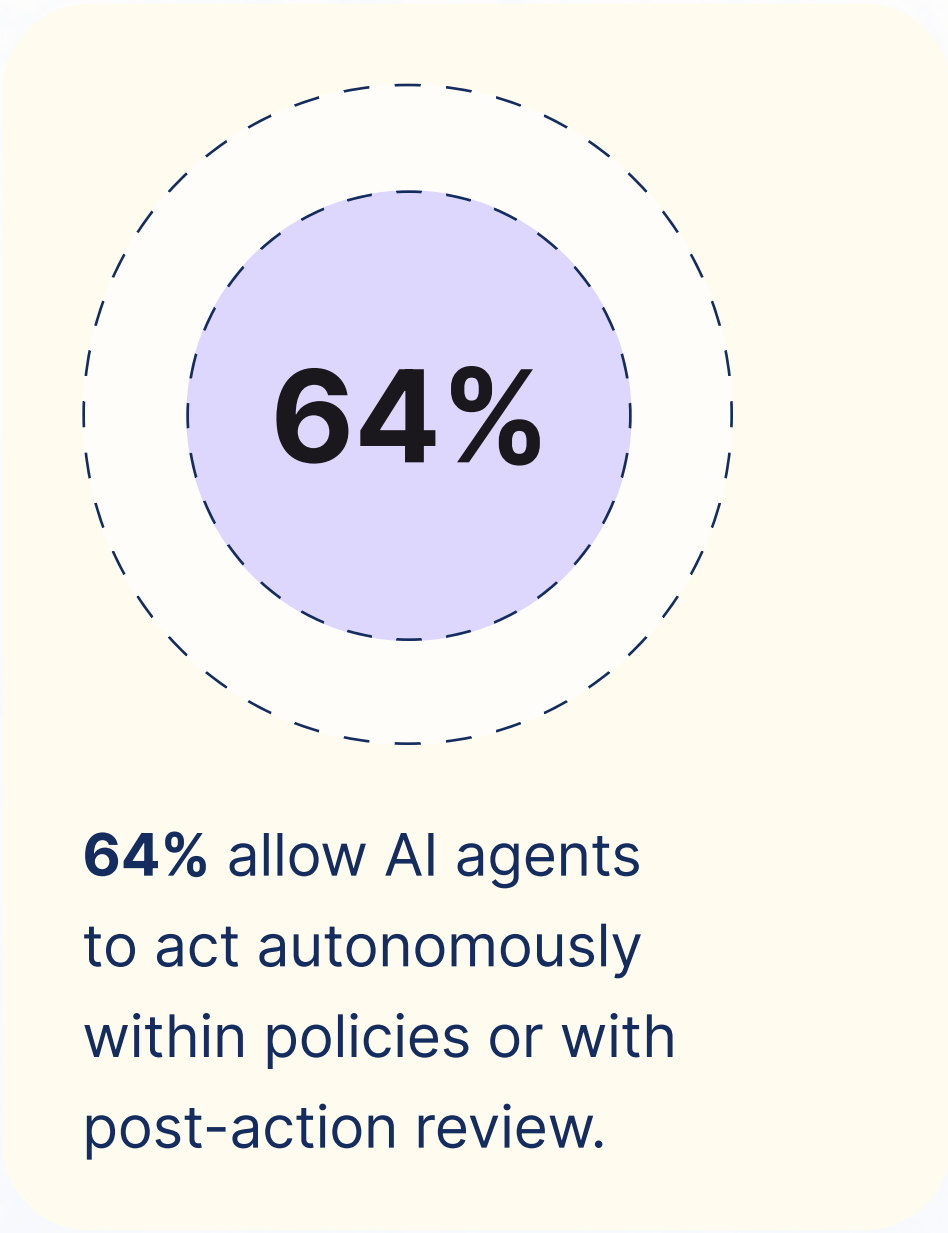 64%
64% allow AI agents
to act autonomously
within policies or with
post-action review.